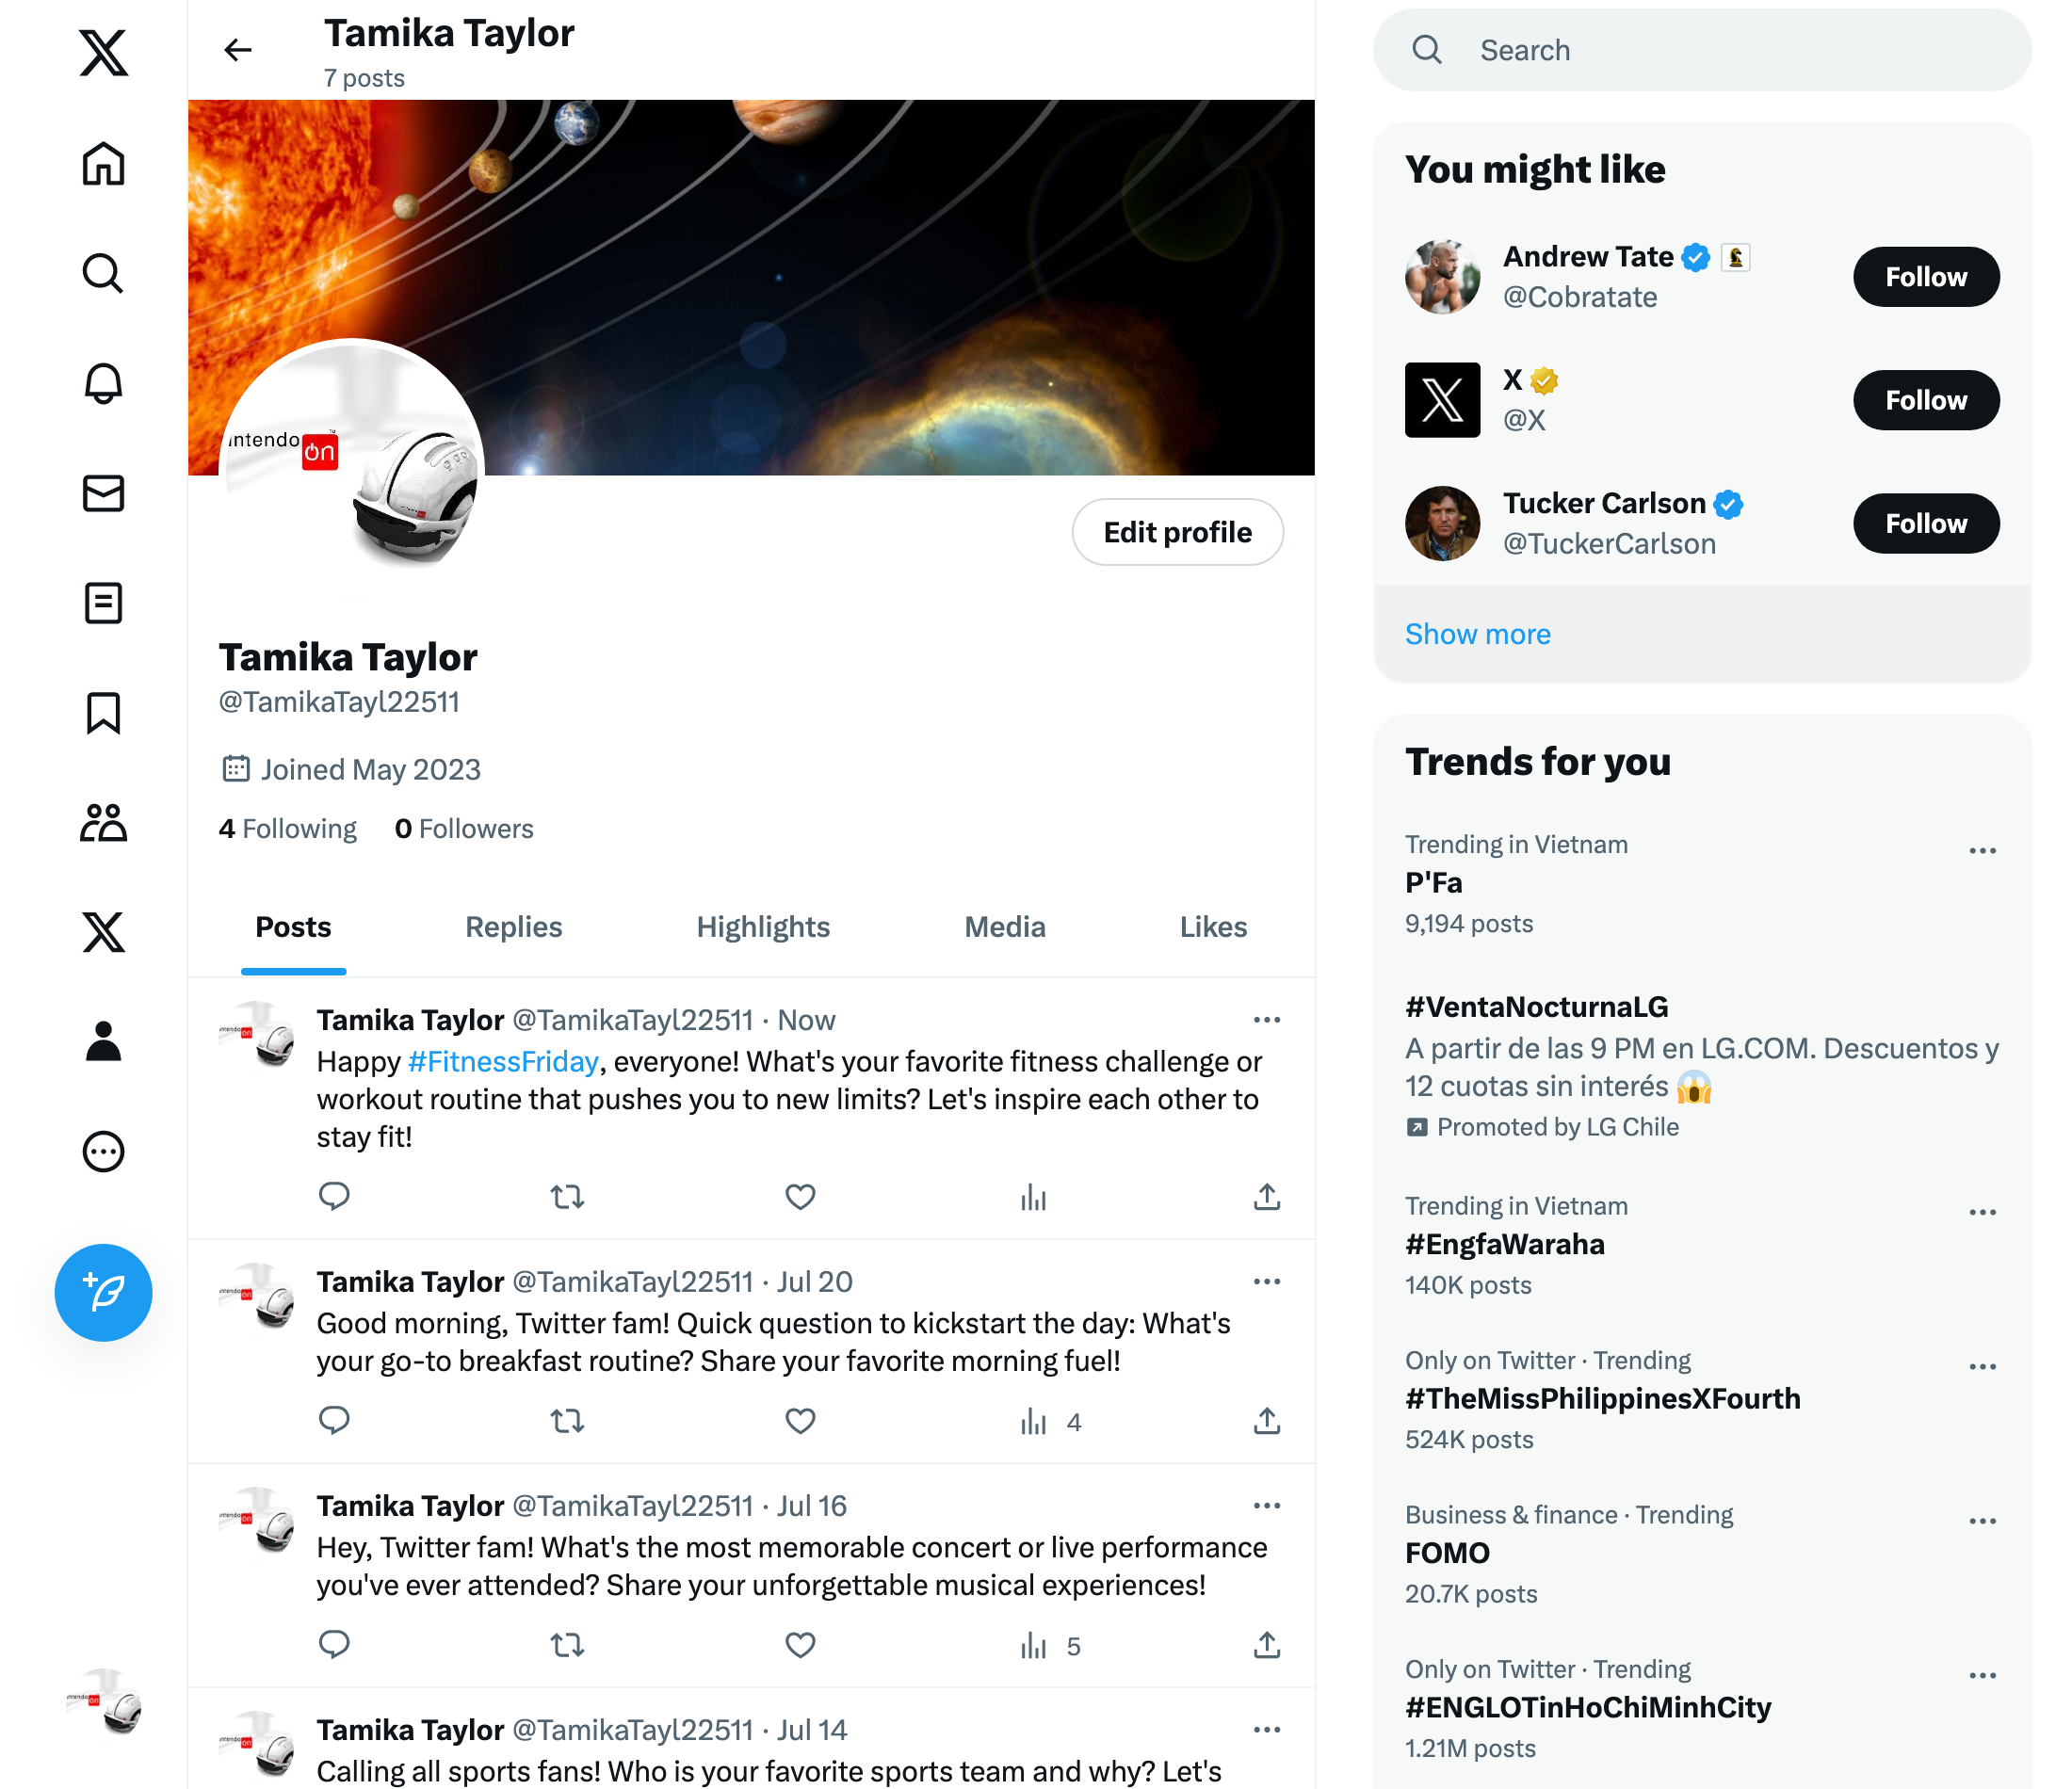 Tamika Taylor
7 posts
intendo
on
Edit profile
Tamika Taylor
@TamikaTayl22511
Joined May 2023
4 Following 0 Followers
Posts Replies Highlights Media Likes
Tamika Taylor @TamikaTayl22511 · Now
Happy #FitnessFriday, everyone! What's your favorite fitness challenge or
workout routine that pushes you to new limits? Let's inspire each other to
stay fit!
Tamika Taylor @TamikaTayl22511 · Jul 20
Good morning, Twitter fam! Quick question to kickstart the day: What's
your go-to breakfast routine? Share your favorite morning fuel!
4
Tamika Taylor @TamikaTayl22511 · Jul 16
Hey, Twitter fam! What's the most memorable concert or live performance
you've ever attended? Share your unforgettable musical experiences!
5
Tamika Taylor @TamikaTayl22511 · Jul 14
Calling all sports fans! Who is your favorite sports team and why? Let's
Search
You might like
Andrew Tate
@Cobratate
Follow
X
@X
Follow
Tucker Carlson
@TuckerCarlson
Follow
Show more
Trends for you
Trending in Vietnam
P'Fa
9,194 posts
#VentaNocturnaLG
A partir de las 9 PM en LG.COM. Descuentos y
12 cuotas sin interés 😱
Promoted by LG Chile
Trending in Vietnam
#EngfaWaraha
140K posts
Only on Twitter · Trending
#TheMissPhilippinesXFourth
524K posts
Business & finance · Trending
FOMO
20.7K posts
Only on Twitter · Trending
#ENGLOTinHoChiMinhCity
1.21M posts